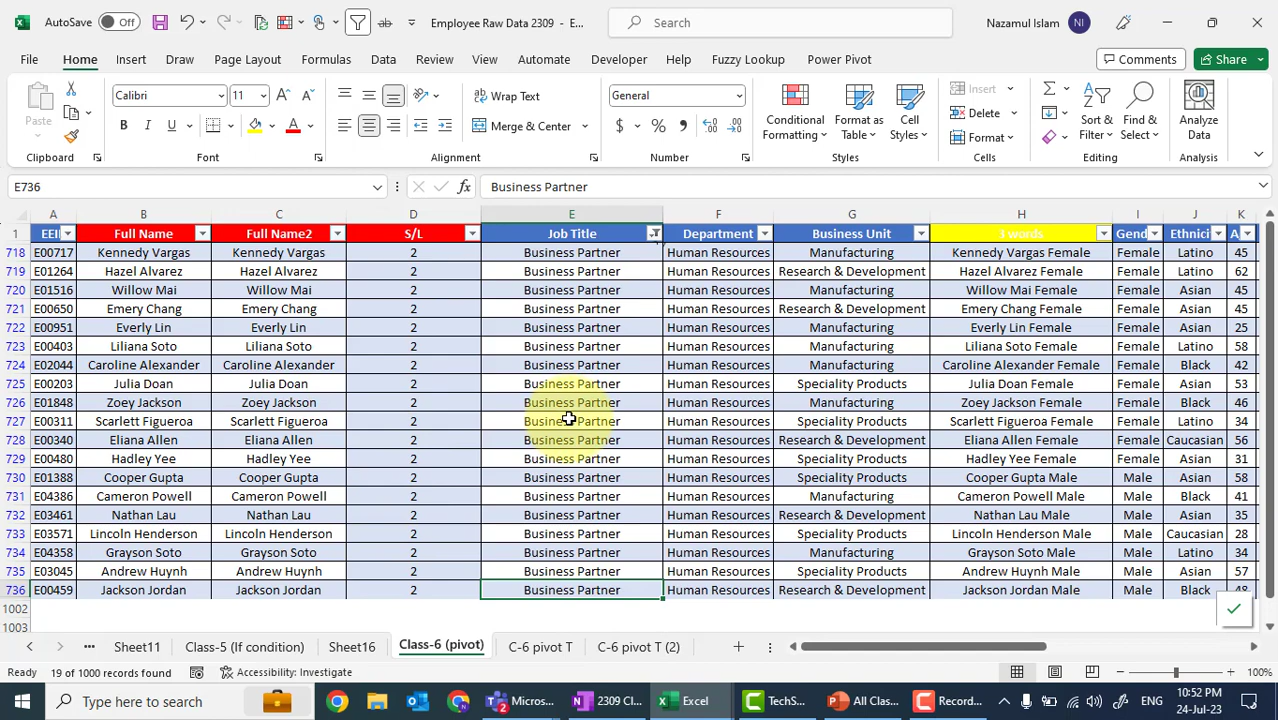 AutoSave Off Employee Raw Data 2309 - E... Search Nazamul Islam NI
File Home Insert Draw Page Layout Formulas Data Review View Automate Developer Help Fuzzy Lookup Power Pivot Comments Share
Paste Calibri 11 Wrap Text General Conditional Formatting Format as Table Cell Styles Insert Delete Format Sort & Filter Find & Select Analyze Data
B I U A Merge & Center $ %
Clipboard Font Alignment Number Styles Cells Editing Analysis
E736 fx Business Partner
A B C D E F G H I J K
1 EEI Full Name Full Name2 S/L Job Title Department Business Unit 3 words Gend Ethnici A
718 E00717 Kennedy Vargas Kennedy Vargas 2 Business Partner Human Resources Manufacturing Kennedy Vargas Female Female Latino 45
719 E01264 Hazel Alvarez Hazel Alvarez 2 Business Partner Human Resources Research & Development Hazel Alvarez Female Female Latino 62
720 E01516 Willow Mai Willow Mai 2 Business Partner Human Resources Manufacturing Willow Mai Female Female Asian 45
721 E00650 Emery Chang Emery Chang 2 Business Partner Human Resources Research & Development Emery Chang Female Female Asian 45
722 E00951 Everly Lin Everly Lin 2 Business Partner Human Resources Manufacturing Everly Lin Female Female Asian 25
723 E00403 Liliana Soto Liliana Soto 2 Business Partner Human Resources Manufacturing Liliana Soto Female Female Latino 58
724 E02044 Caroline Alexander Caroline Alexander 2 Business Partner Human Resources Manufacturing Caroline Alexander Female Female Black 42
725 E00203 Julia Doan Julia Doan 2 Business Partner Human Resources Speciality Products Julia Doan Female Female Asian 53
726 E01848 Zoey Jackson Zoey Jackson 2 Business Partner Human Resources Manufacturing Zoey Jackson Female Female Black 46
727 E00311 Scarlett Figueroa Scarlett Figueroa 2 Business Partner Human Resources Speciality Products Scarlett Figueroa Female Female Latino 34
728 E00340 Eliana Allen Eliana Allen 2 Business Partner Human Resources Research & Development Eliana Allen Female Female Caucasian 56
729 E00480 Hadley Yee Hadley Yee 2 Business Partner Human Resources Speciality Products Hadley Yee Female Female Asian 31
730 E01388 Cooper Gupta Cooper Gupta 2 Business Partner Human Resources Speciality Products Cooper Gupta Male Male Asian 58
731 E04386 Cameron Powell Cameron Powell 2 Business Partner Human Resources Manufacturing Cameron Powell Male Male Black 41
732 E03461 Nathan Lau Nathan Lau 2 Business Partner Human Resources Research & Development Nathan Lau Male Male Asian 35
733 E03571 Lincoln Henderson Lincoln Henderson 2 Business Partner Human Resources Speciality Products Lincoln Henderson Male Male Caucasian 28
734 E04358 Grayson Soto Grayson Soto 2 Business Partner Human Resources Manufacturing Grayson Soto Male Male Latino 34
735 E03045 Andrew Huynh Andrew Huynh 2 Business Partner Human Resources Speciality Products Andrew Huynh Male Male Asian 57
736 E00459 Jackson Jordan Jackson Jordan 2 Business Partner Human Resources Research & Development Jackson Jordan Male Male Black
1002
1003
Sheet11 Class-5 (If condition) Sheet16 Class-6 (pivot) C-6 pivot T C-6 pivot T (2)
Ready 19 of 1000 records found Accessibility: Investigate 100%
Type here to search Micros... 2309 Cl... Excel TechS... All Clas... Record... ENG 10:52 PM 24-Jul-23